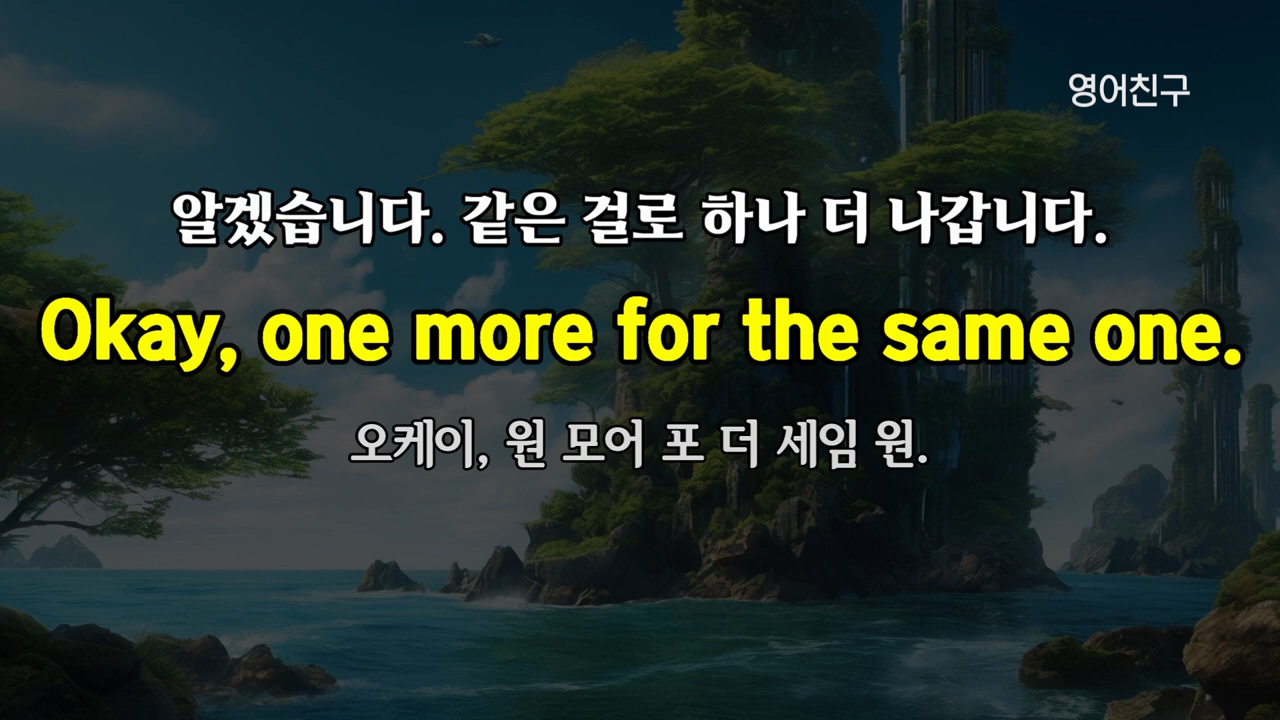 영어친구
알겠습니다. 같은 걸로 하나 더 나갑니다.
Okay, one more for the same one.
오케이, 원 모어 포 더 세임 원.